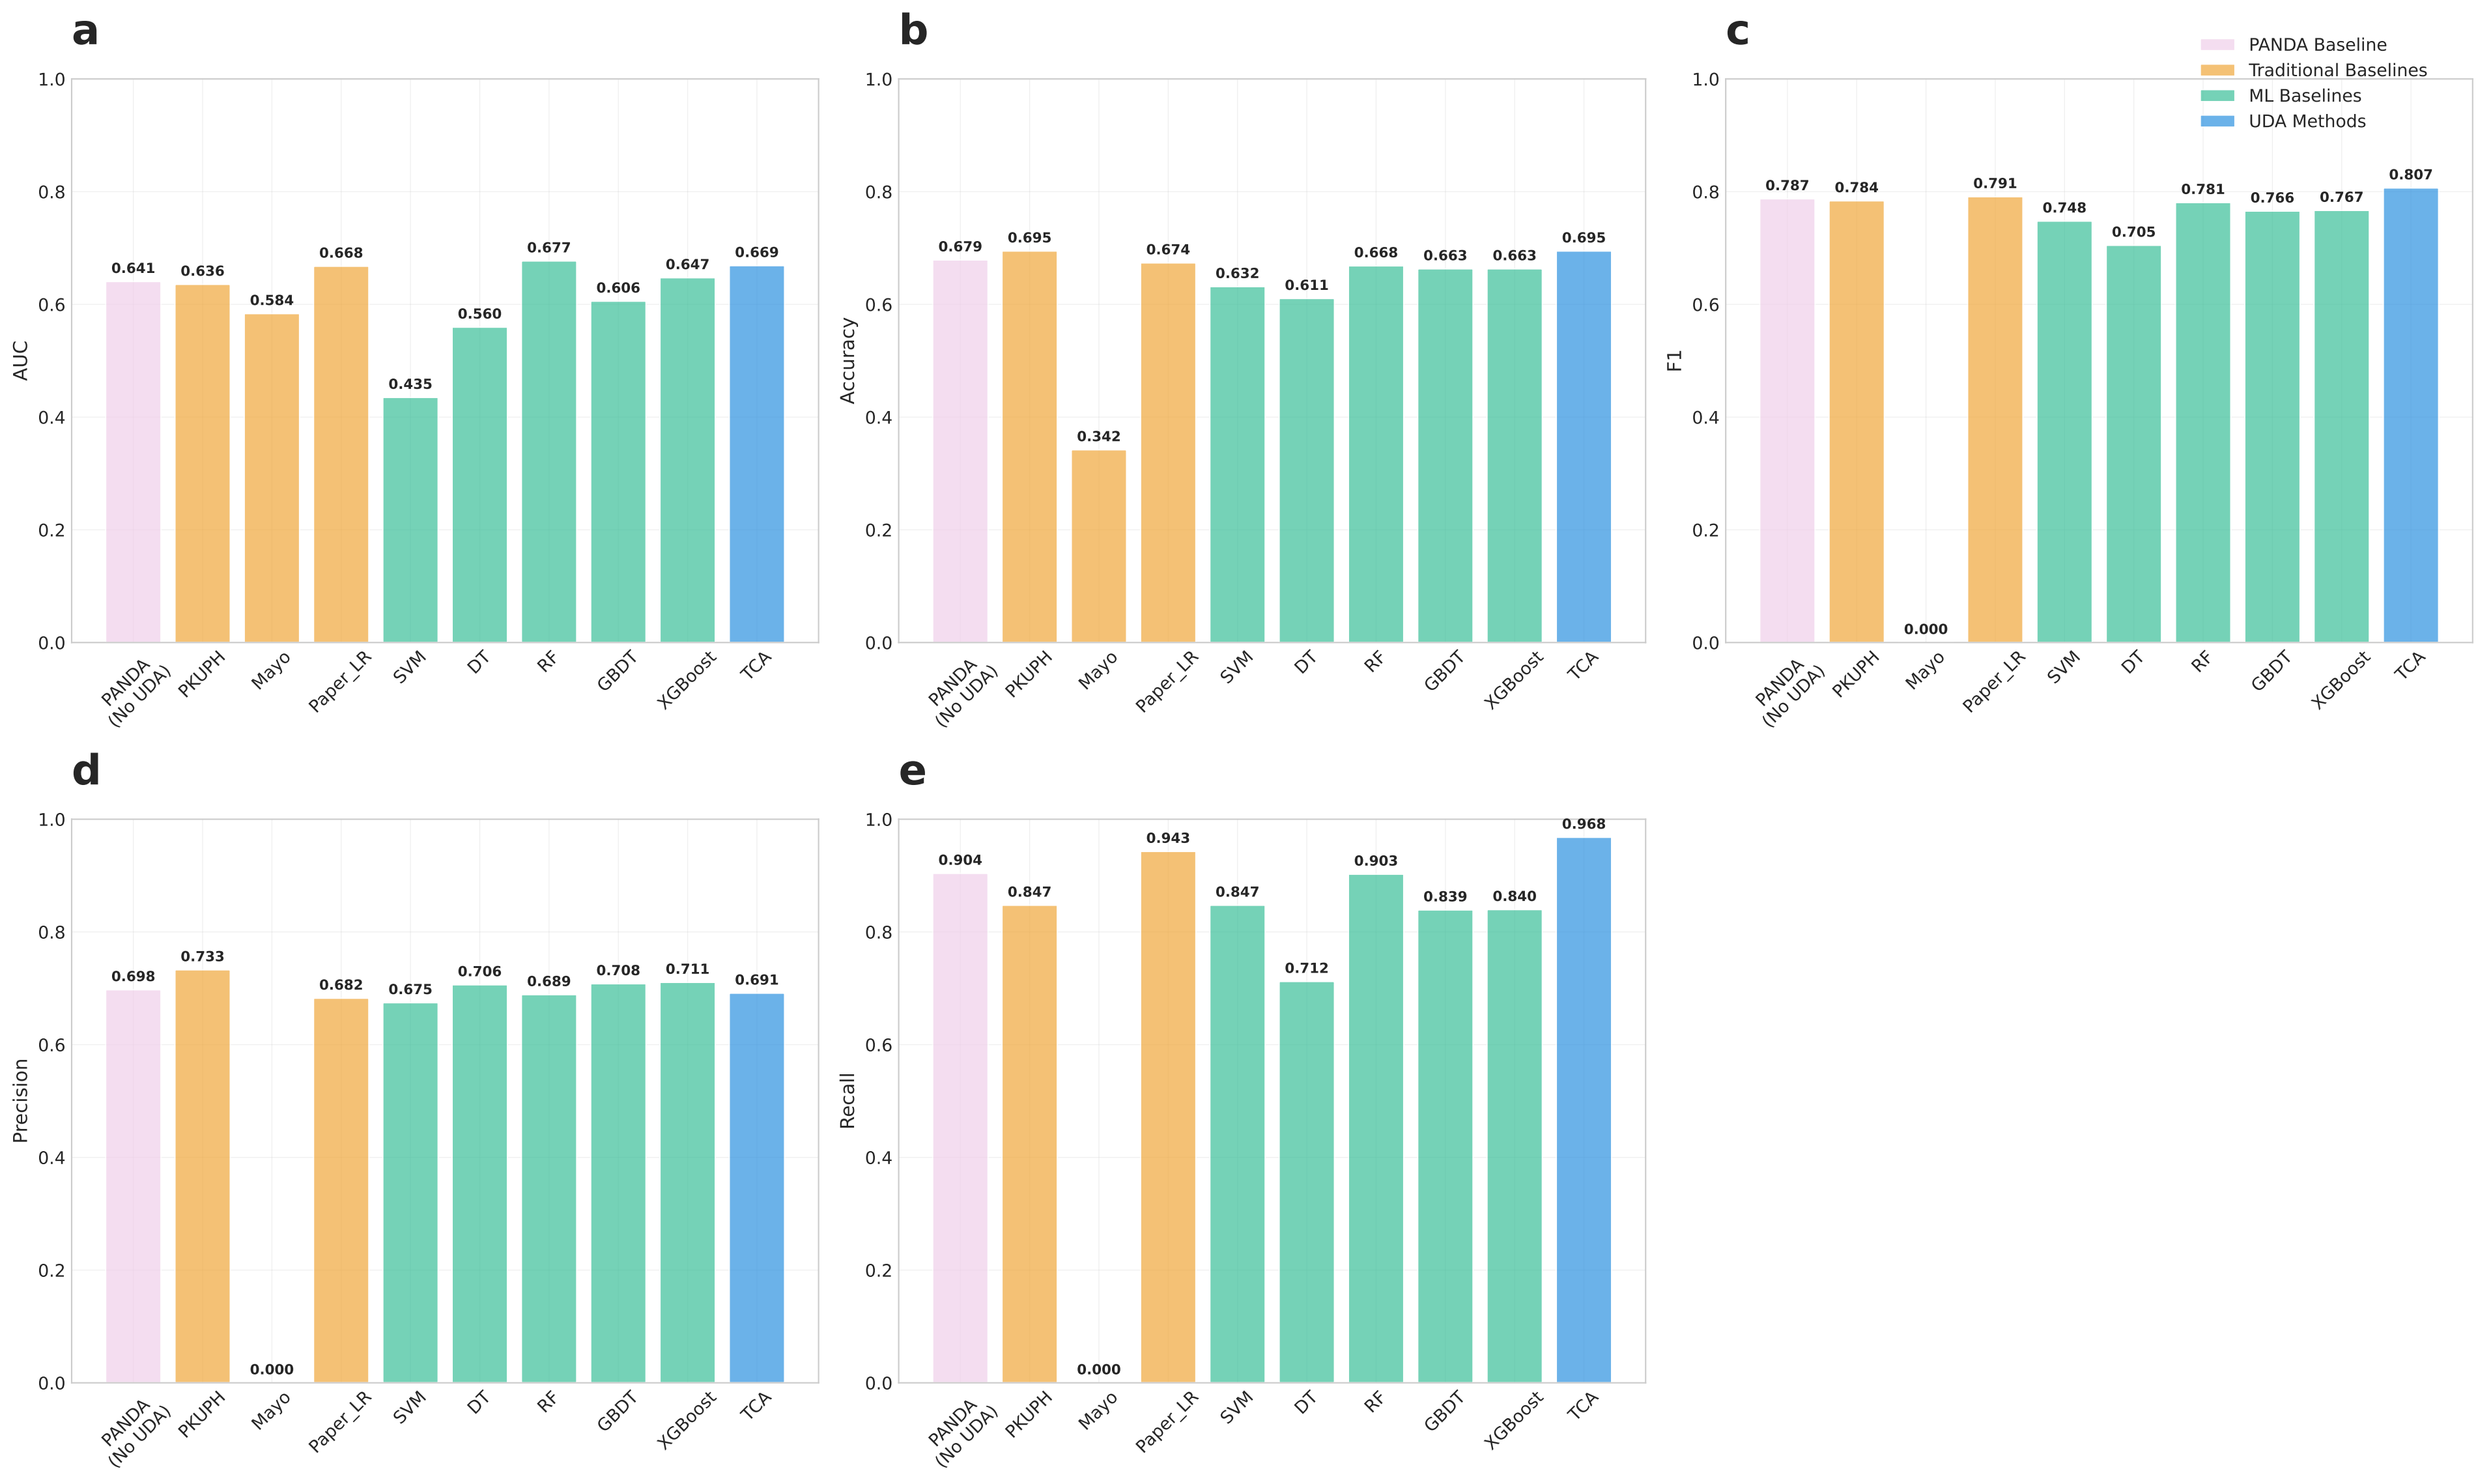 a
AUC
1.0
0.8
0.6
0.4
0.2
0.0
0.641
0.636
0.584
0.668
0.435
0.560
0.677
0.606
0.647
0.669
PANDA
(No UDA)
PKUPH
Mayo
Paper_LR
SVM
DT
RF
GBDT
XGBoost
TCA
b
Accuracy
1.0
0.8
0.6
0.4
0.2
0.0
0.679
0.695
0.342
0.674
0.632
0.611
0.668
0.663
0.663
0.695
PANDA
(No UDA)
PKUPH
Mayo
Paper_LR
SVM
DT
RF
GBDT
XGBoost
TCA
c
PANDA Baseline
Traditional Baselines
ML Baselines
UDA Methods
F1
1.0
0.8
0.6
0.4
0.2
0.0
0.787
0.784
0.000
0.791
0.748
0.705
0.781
0.766
0.767
0.807
PANDA
(No UDA)
PKUPH
Mayo
Paper_LR
SVM
DT
RF
GBDT
XGBoost
TCA
d
Precision
1.0
0.8
0.6
0.4
0.2
0.0
0.698
0.733
0.000
0.682
0.675
0.706
0.689
0.708
0.711
0.691
PANDA
(No UDA)
PKUPH
Mayo
Paper_LR
SVM
DT
RF
GBDT
XGBoost
TCA
e
Recall
1.0
0.8
0.6
0.4
0.2
0.0
0.904
0.847
0.000
0.943
0.847
0.712
0.903
0.839
0.840
0.968
PANDA
(No UDA)
PKUPH
Mayo
Paper_LR
SVM
DT
RF
GBDT
XGBoost
TCA